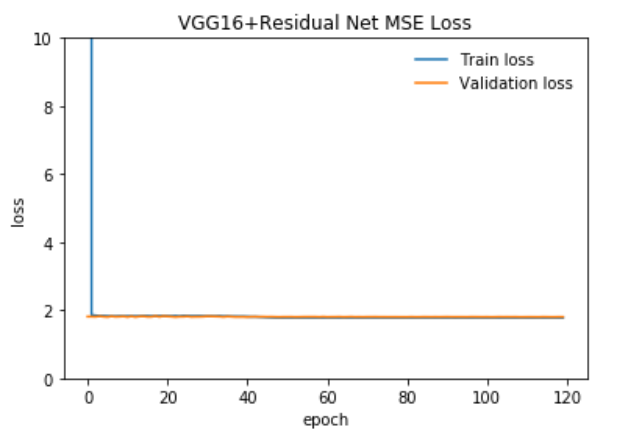 VGG16+Residual Net MSE Loss
10
8
6
4
2
0
loss
Train loss
Validation loss
0 20 40 60 80 100 120
epoch